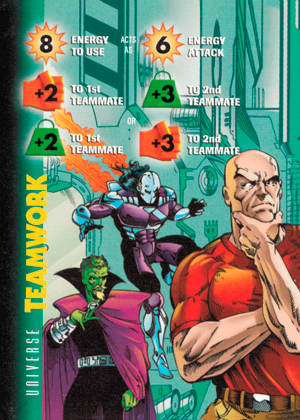 8 ENERGY TO USE ACTS AS 6 ENERGY ATTACK
+2 TO 1st TEAMMATE +3 TO 2nd TEAMMATE
OR
+2 TO 1st TEAMMATE +3 TO 2nd TEAMMATE
UNIVERSE TEAMWORK